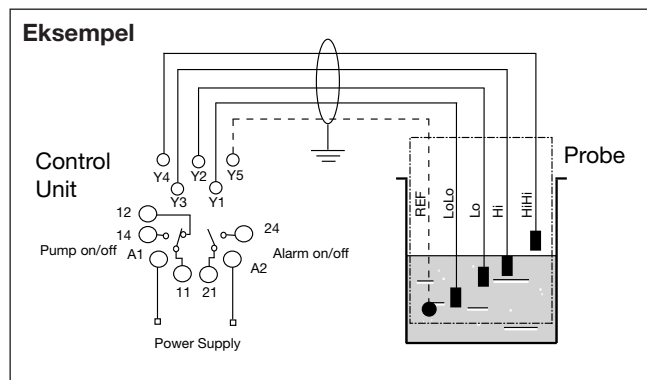 Eksempel
Control
Unit
Probe
Y4
Y3
Y2
Y1
Y5
REF
LoLo
Lo
Hi
HiHi
12
14
24
Pump on/off
Alarm on/off
A1
A2
11
21
Power Supply